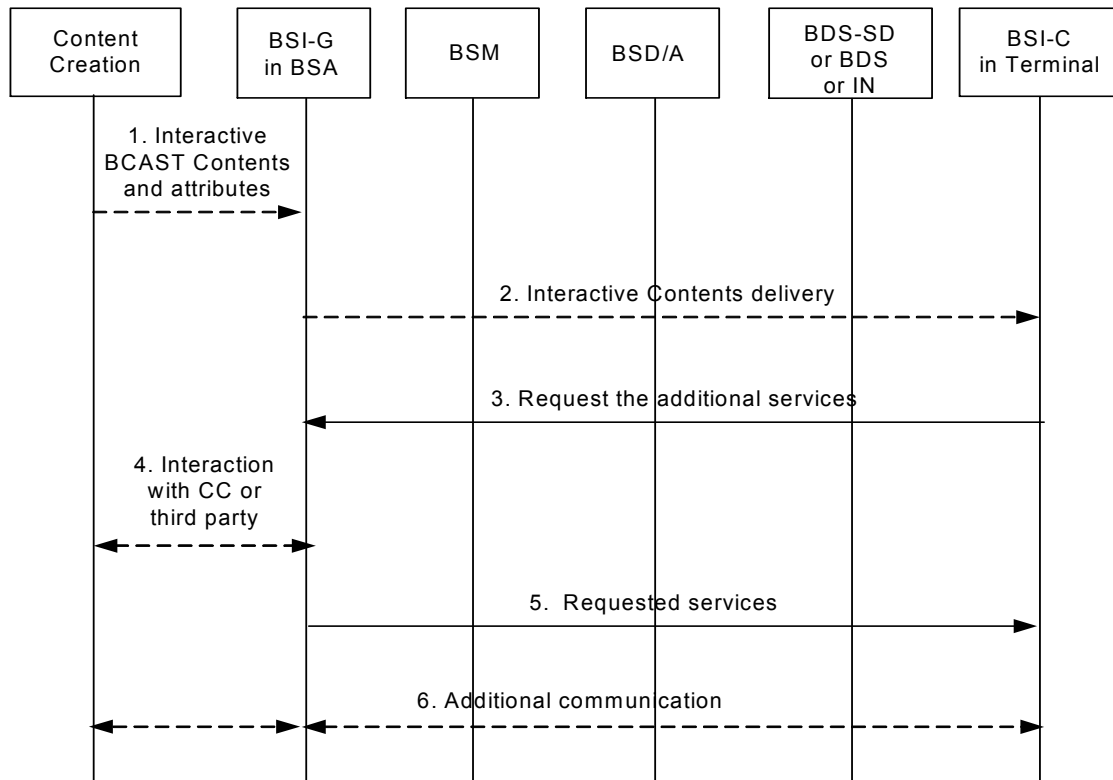 Content
Creation
BSI-G
in BSA
BSM
BSD/A
BDS-SD
or BDS
or IN
BSI-C
in Terminal
1. Interactive
BCAST Contents
and attributes
2. Interactive Contents delivery
3. Request the additional services
4. Interaction
with CC or
third party
5.  Requested services
6. Additional communication